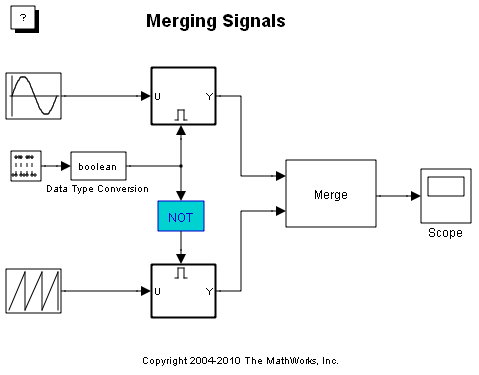 ?
Merging Signals
U
Y
boolean
Data Type Conversion
NOT
Merge
Scope
U
Y
Copyright 2004-2010 The MathWorks, Inc.